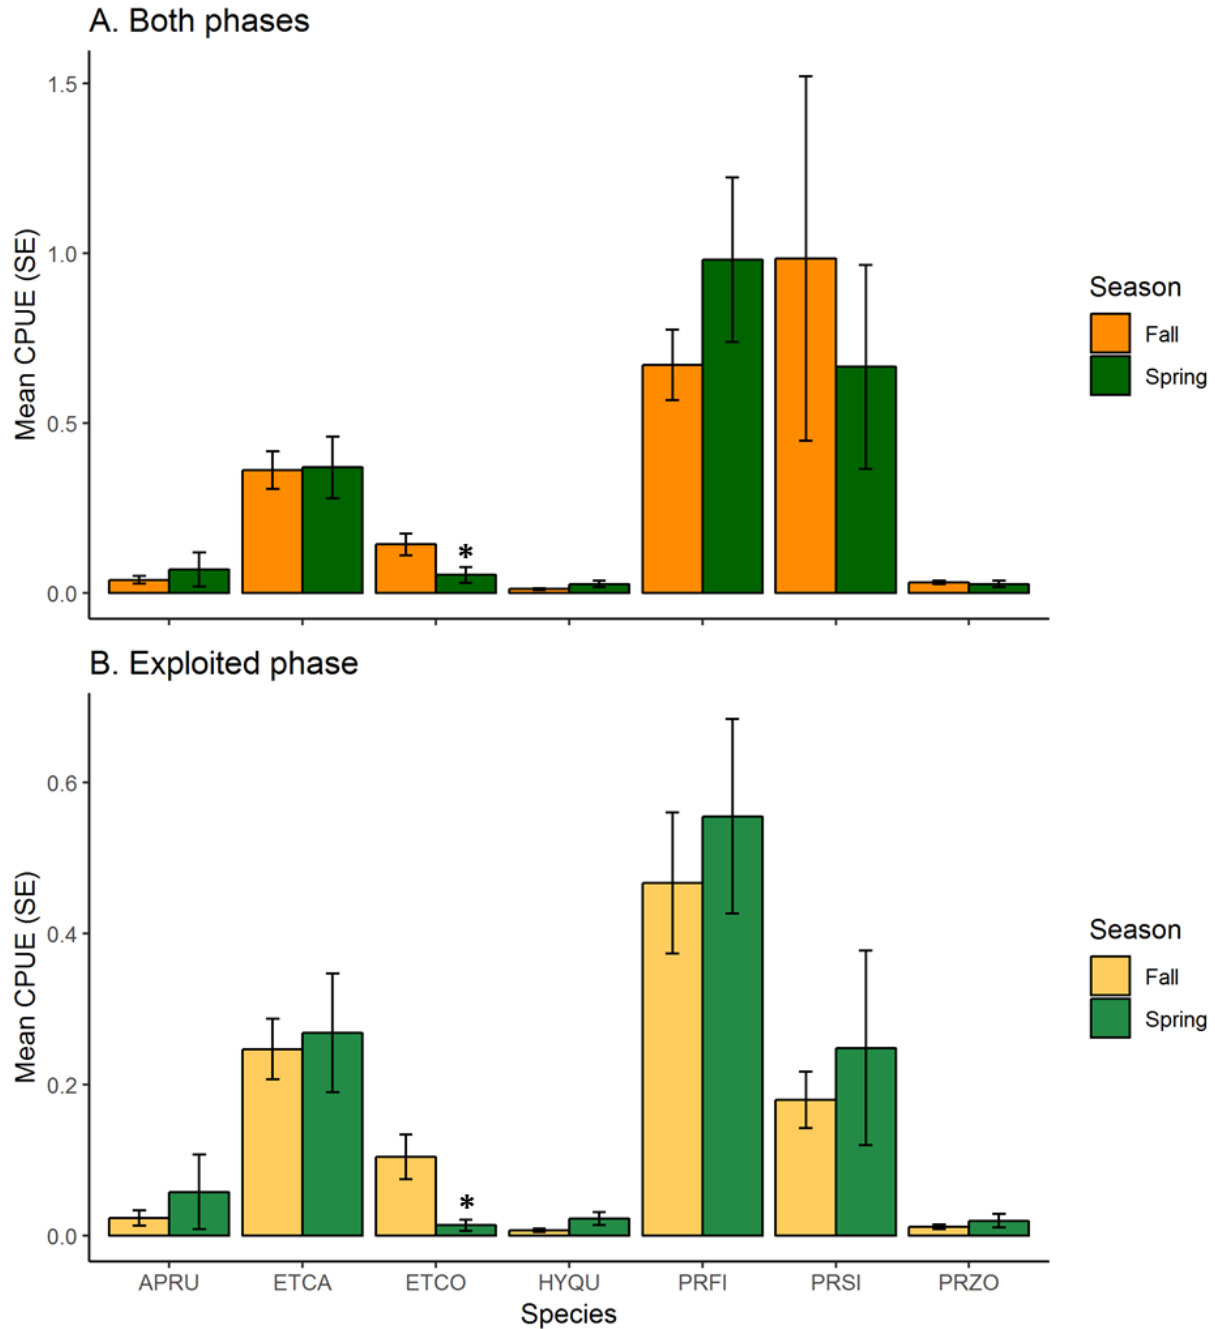 A. Both phases
1.5
1.0
0.5
0.0
Mean CPUE (SE)
*
Season
Fall
Spring
B. Exploited phase
0.6
0.4
0.2
0.0
Mean CPUE (SE)
*
Season
Fall
Spring
APRU ETCA ETCO HYQU PRFI PRSI PRZO
Species